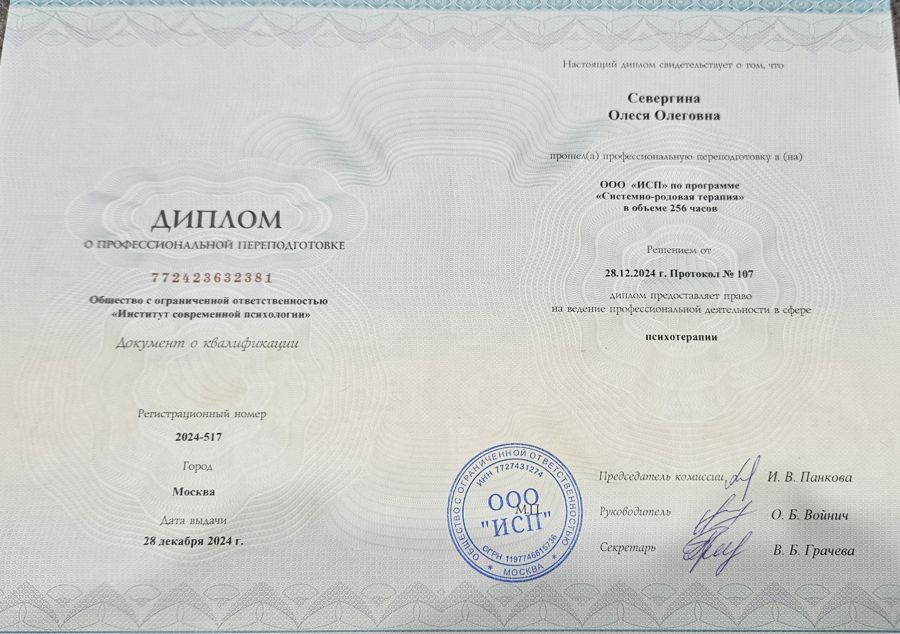 ДИПЛОМ
О ПРОФЕССИОНАЛЬНОЙ ПЕРЕПОДГОТОВКЕ
772423632381
Общество с ограниченной ответственностью
«Институт современной психологии»
Документ о квалификации
Регистрационный номер
2024-517
Город
Москва
Дата выдачи
28 декабря 2024 г.
Настоящий диплом свидетельствует о том, что
Севергина
Олеся Олеговна
прошел(а) профессиональную переподготовку в (на)
ООО «ИСП» по программе
«Системно-родовая терапия»
в объеме 256 часов
Решением от
28.12.2024 г. Протокол № 107
диплом предоставляет право
на ведение профессиональной деятельности в сфере
психотерапии
Председатель комиссии И. В. Панкова
Руководитель О. Б. Войнич
Секретарь В. Б. Грачева
М.П.
ОБЩЕСТВО С ОГРАНИЧЕННОЙ ОТВЕТСТВЕННОСТЬЮ
ИНН 7727431274
ООО
"ИСП"
ОГРН 1197746615736
* МОСКВА *